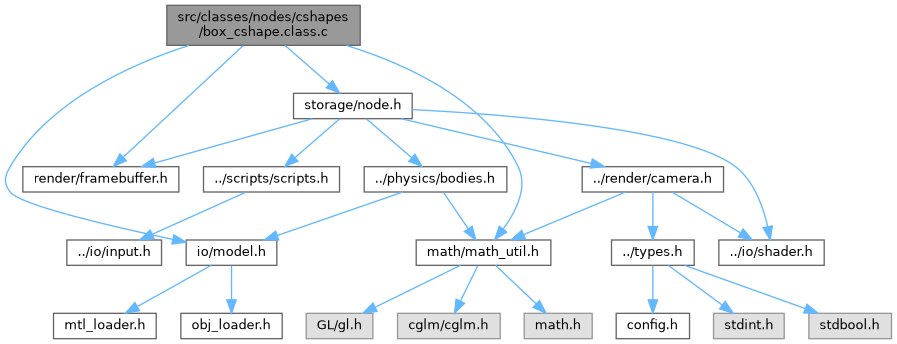 src/classes/nodes/cshapes
/box_cshape.class.c
storage/node.h
render/framebuffer.h
../scripts/scripts.h
../physics/bodies.h
../render/camera.h
../io/input.h
io/model.h
math/math_util.h
../types.h
../io/shader.h
mtl_loader.h
obj_loader.h
GL/gl.h
cglm/cglm.h
math.h
config.h
stdint.h
stdbool.h